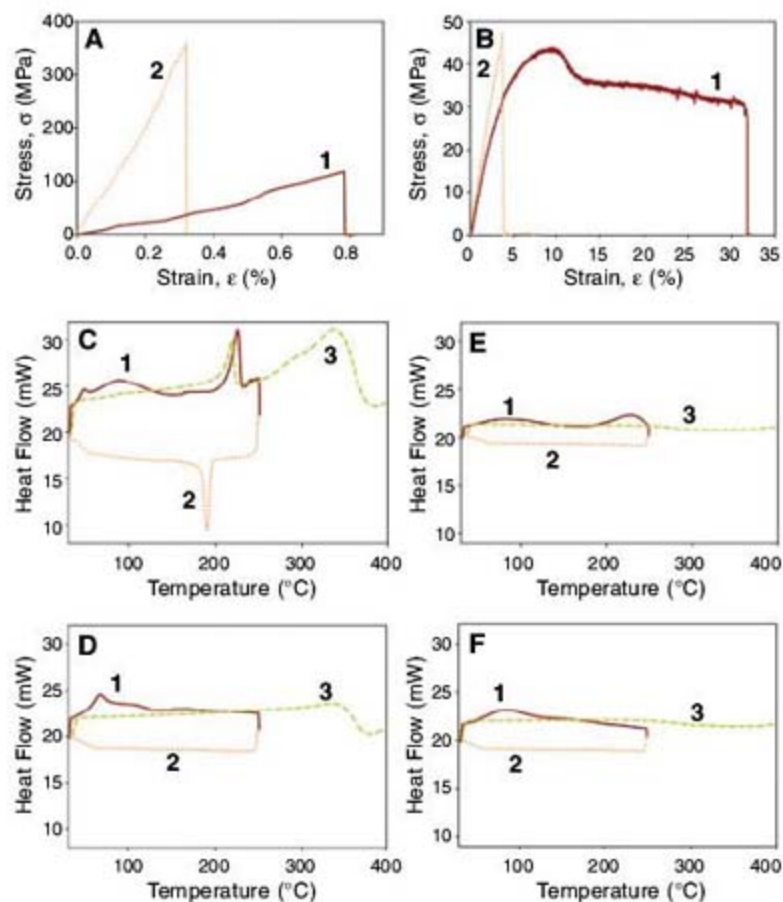 A
400
300
200
100
0
0.0 0.2 0.4 0.6 0.8
Stress, σ (MPa)
Strain, ε (%)
2
1
B
50
40
30
20
10
0
0 5 10 15 20 25 30 35
Stress, σ (MPa)
Strain, ε (%)
2
1
C
30
25
20
15
10
100 200 300 400
Heat Flow (mW)
Temperature (°C)
1
2
3
E
30
25
20
15
10
100 200 300 400
Heat Flow (mW)
Temperature (°C)
1
2
3
D
30
25
20
15
10
100 200 300 400
Heat Flow (mW)
Temperature (°C)
1
2
3
F
30
25
20
15
10
100 200 300 400
Heat Flow (mW)
Temperature (°C)
1
2
3